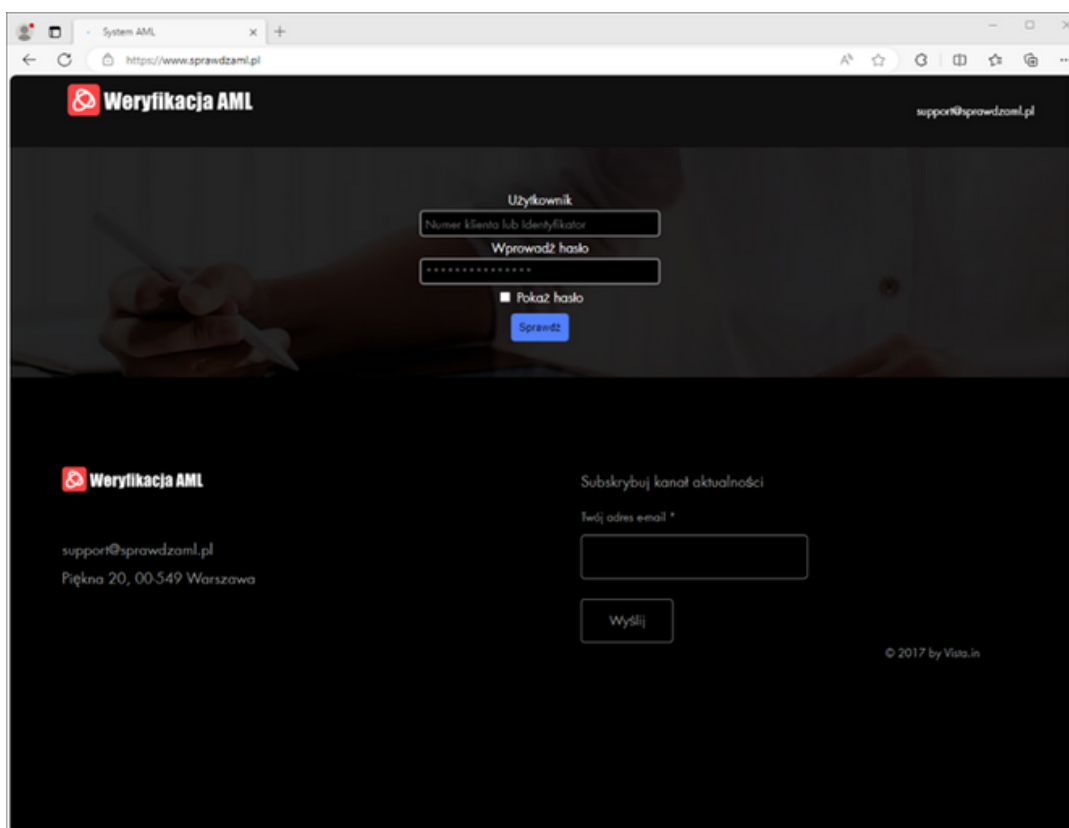 System AML
https://www.sprawdzaml.pl
Weryfikacja AML
support@sprawdzaml.pl
Użytkownik
Numer klienta lub Identyfikator
Wprowadź hasło
***************
Pokaż hasło
Sprawdź
Weryfikacja AML
Subskrybuj kanał aktualności
Twój adres e-mail *
support@sprawdzaml.pl
Piękna 20, 00-549 Warszawa
Wyślij
© 2017 by Vista.in